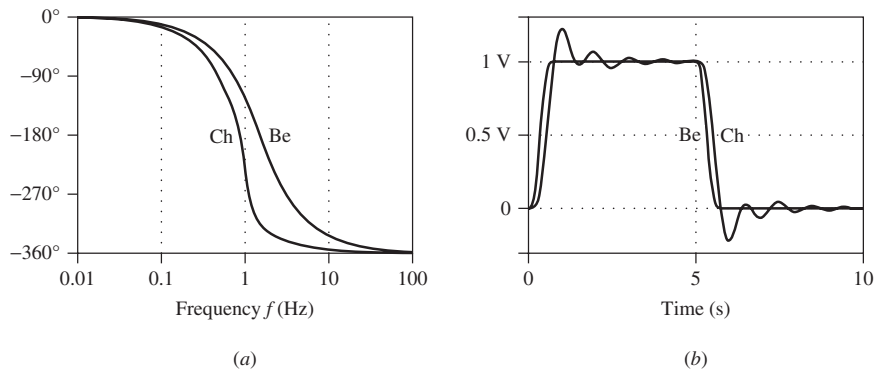 0°
−90°
−180°
−270°
−360°
Ch
Be
0.01
0.1
1
10
100
Frequency f (Hz)
(a)
1 V
0.5 V
0
Be
Ch
0
5
10
Time (s)
(b)